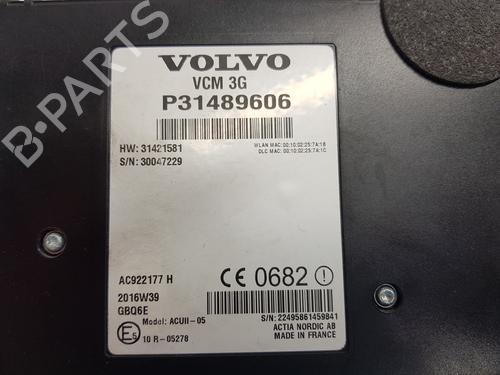 B-PARTS
VOLVO
VCM 3G
P31489606
HW: 31421581
S/N: 30047229
WLAN MAC: 00:10:02:25:7A:1B
DLC MAC: 00:10:02:25:7A:1C
AC922177 H
2016W39
GBQ6E
CE 0682
Model: ACUII-05
E5 10 R-05278
S/N: 22495861459841
ACTIA NORDIC AB
MADE IN FRANCE